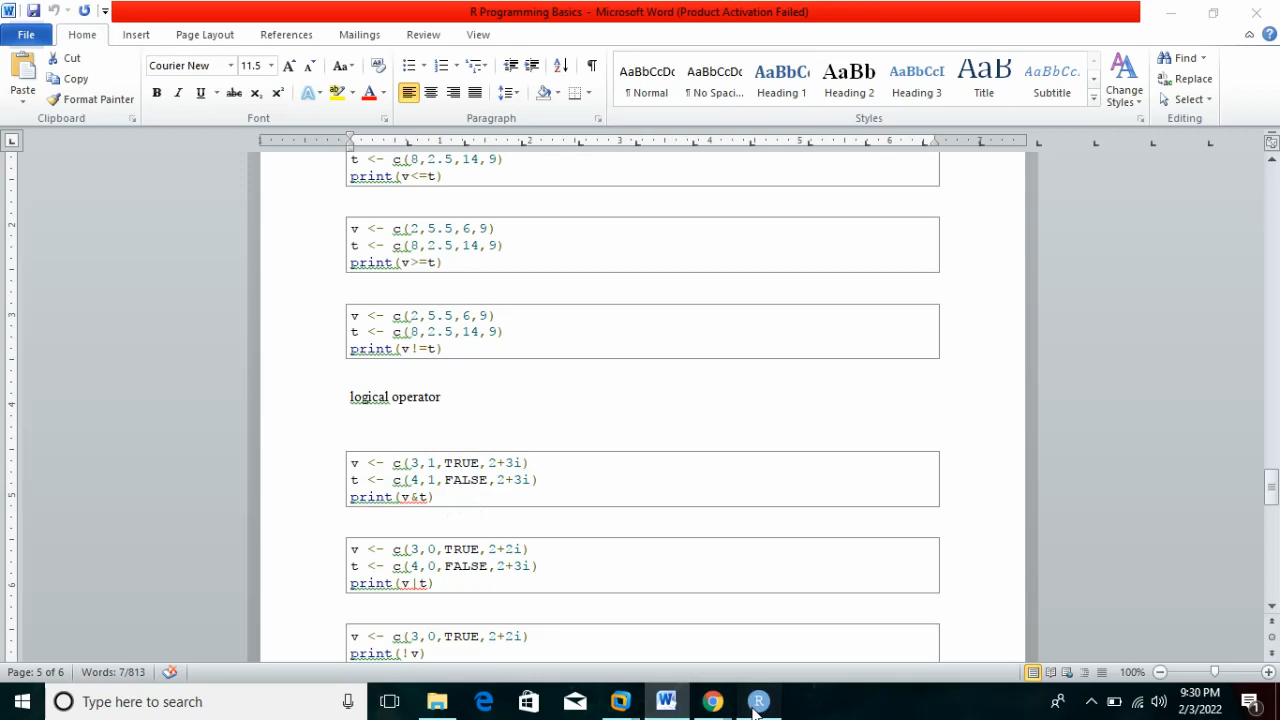 R Programming Basics - Microsoft Word (Product Activation Failed)
File Home Insert Page Layout References Mailings Review View
Cut
Copy
Format Painter
Paste
Clipboard
Courier New 11.5
Font
Paragraph
AaBbCcDc AaBbCcDc AaBbCc AaBb AaBbCcI AaB AaBbCc.
¶ Normal ¶ No Spaci... Heading 1 Heading 2 Heading 3 Title Subtitle
Change Styles
Styles
Find
Replace
Select
Editing
t <- c(8,2.5,14,9)
print(v<=t)
v <- c(2,5.5,6,9)
t <- c(8,2.5,14,9)
print(v>=t)
v <- c(2,5.5,6,9)
t <- c(8,2.5,14,9)
print(v!=t)
logical operator
v <- c(3,1,TRUE,2+3i)
t <- c(4,1,FALSE,2+3i)
print(v&t)
v <- c(3,0,TRUE,2+2i)
t <- c(4,0,FALSE,2+3i)
print(v|t)
v <- c(3,0,TRUE,2+2i)
print(!v)
Page: 5 of 6 Words: 7/813 100%
Type here to search
9:30 PM
2/3/2022